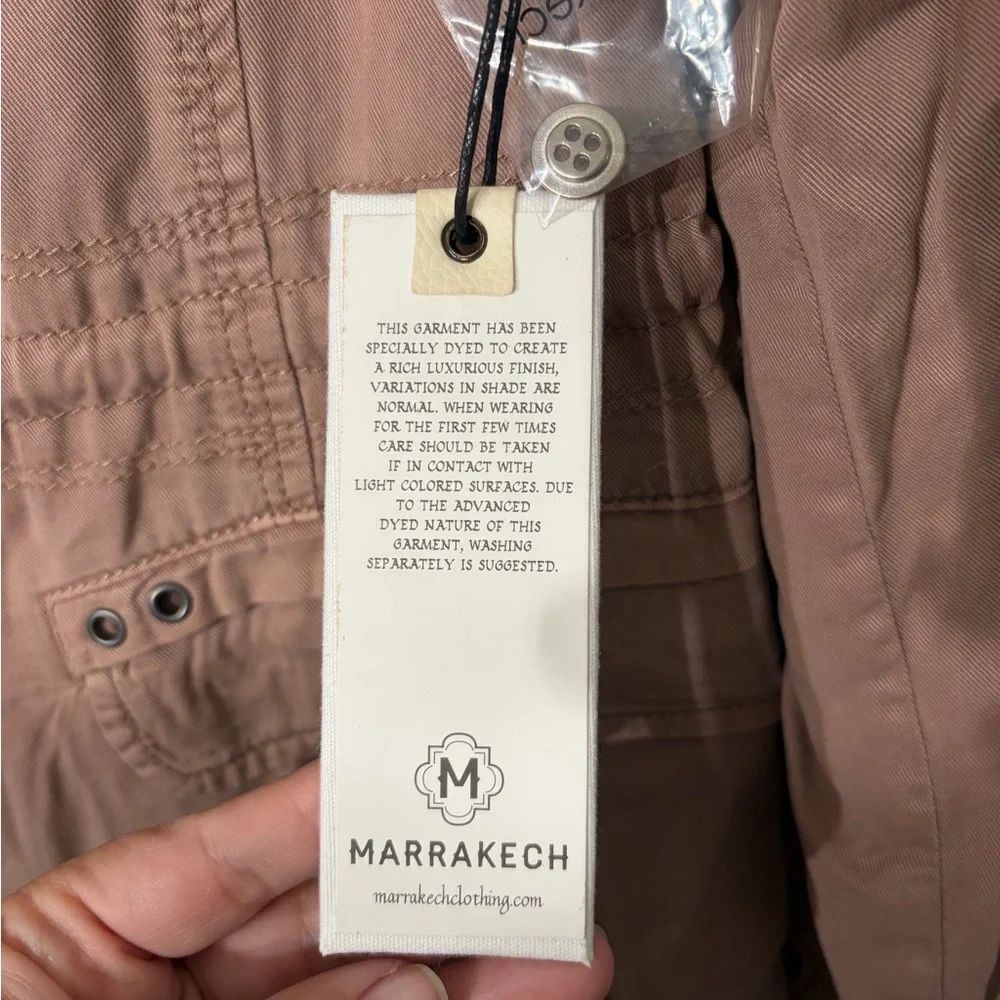 THIS GARMENT HAS BEEN
SPECIALLY DYED TO CREATE
A RICH LUXURIOUS FINISH,
VARIATIONS IN SHADE ARE
NORMAL. WHEN WEARING
FOR THE FIRST FEW TIMES
CARE SHOULD BE TAKEN
IF IN CONTACT WITH
LIGHT COLORED SURFACES. DUE
TO THE ADVANCED
DYED NATURE OF THIS
GARMENT, WASHING
SEPARATELY IS SUGGESTED.
M
MARRAKECH
marrakechclothing.com